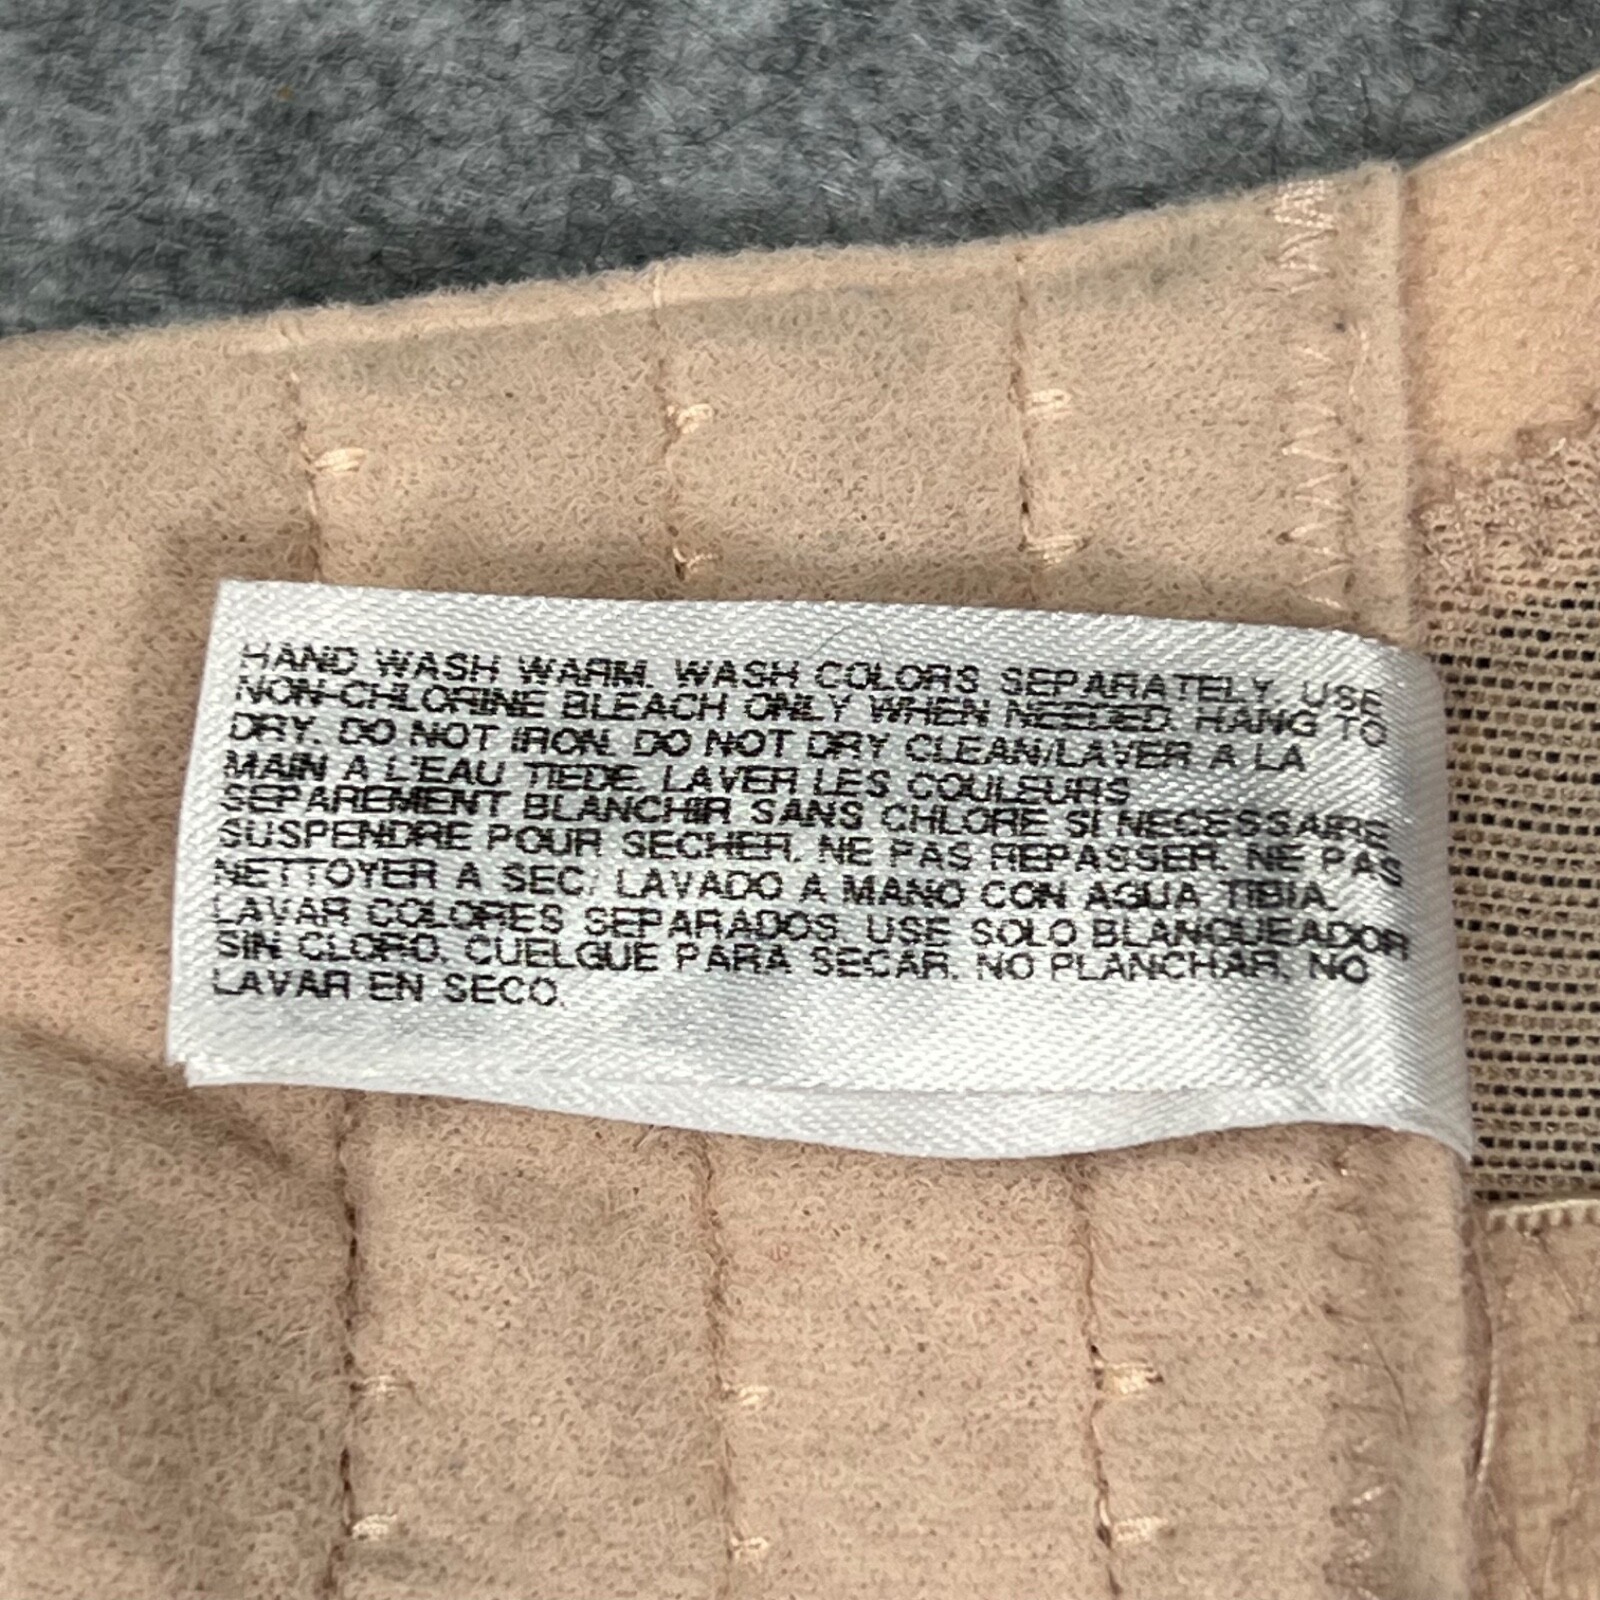 HAND WASH WARM. WASH COLORS SEPARATELY. USE
NON-CHLORINE BLEACH ONLY WHEN NEEDED. HANG TO
DRY. DO NOT IRON. DO NOT DRY CLEAN/LAVER A LA
MAIN A L'EAU TIEDE. LAVER LES COULEURS
SEPAREMENT BLANCHIR SANS CHLORE SI NECESSAIRE
SUSPENDRE POUR SECHER. NE PAS REPASSER. NE PAS
NETTOYER A SEC/ LAVADO A MANO CON AGUA TIBIA.
LAVAR COLORES SEPARADOS. USE SOLO BLANQUEADOR
SIN CLORO. CUELGUE PARA SECAR. NO PLANCHAR. NO
LAVAR EN SECO.